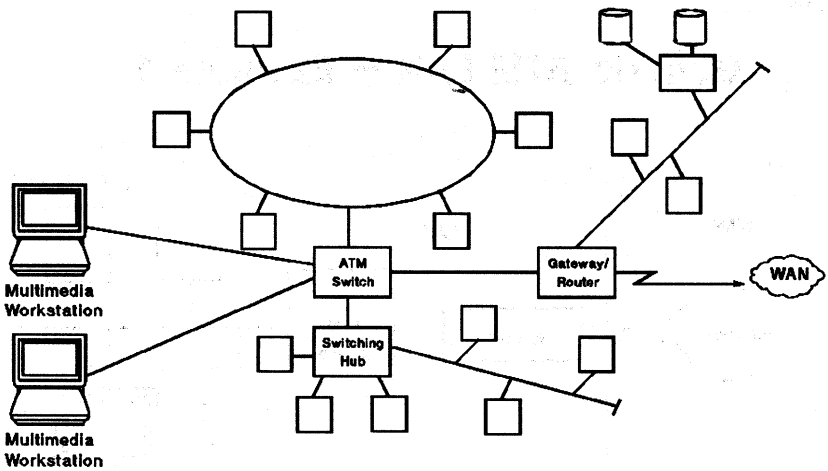 ATM
Switch
Gateway/
Router
WAN
Multimedia
Workstation
Switching
Hub
Multimedia
Workstation